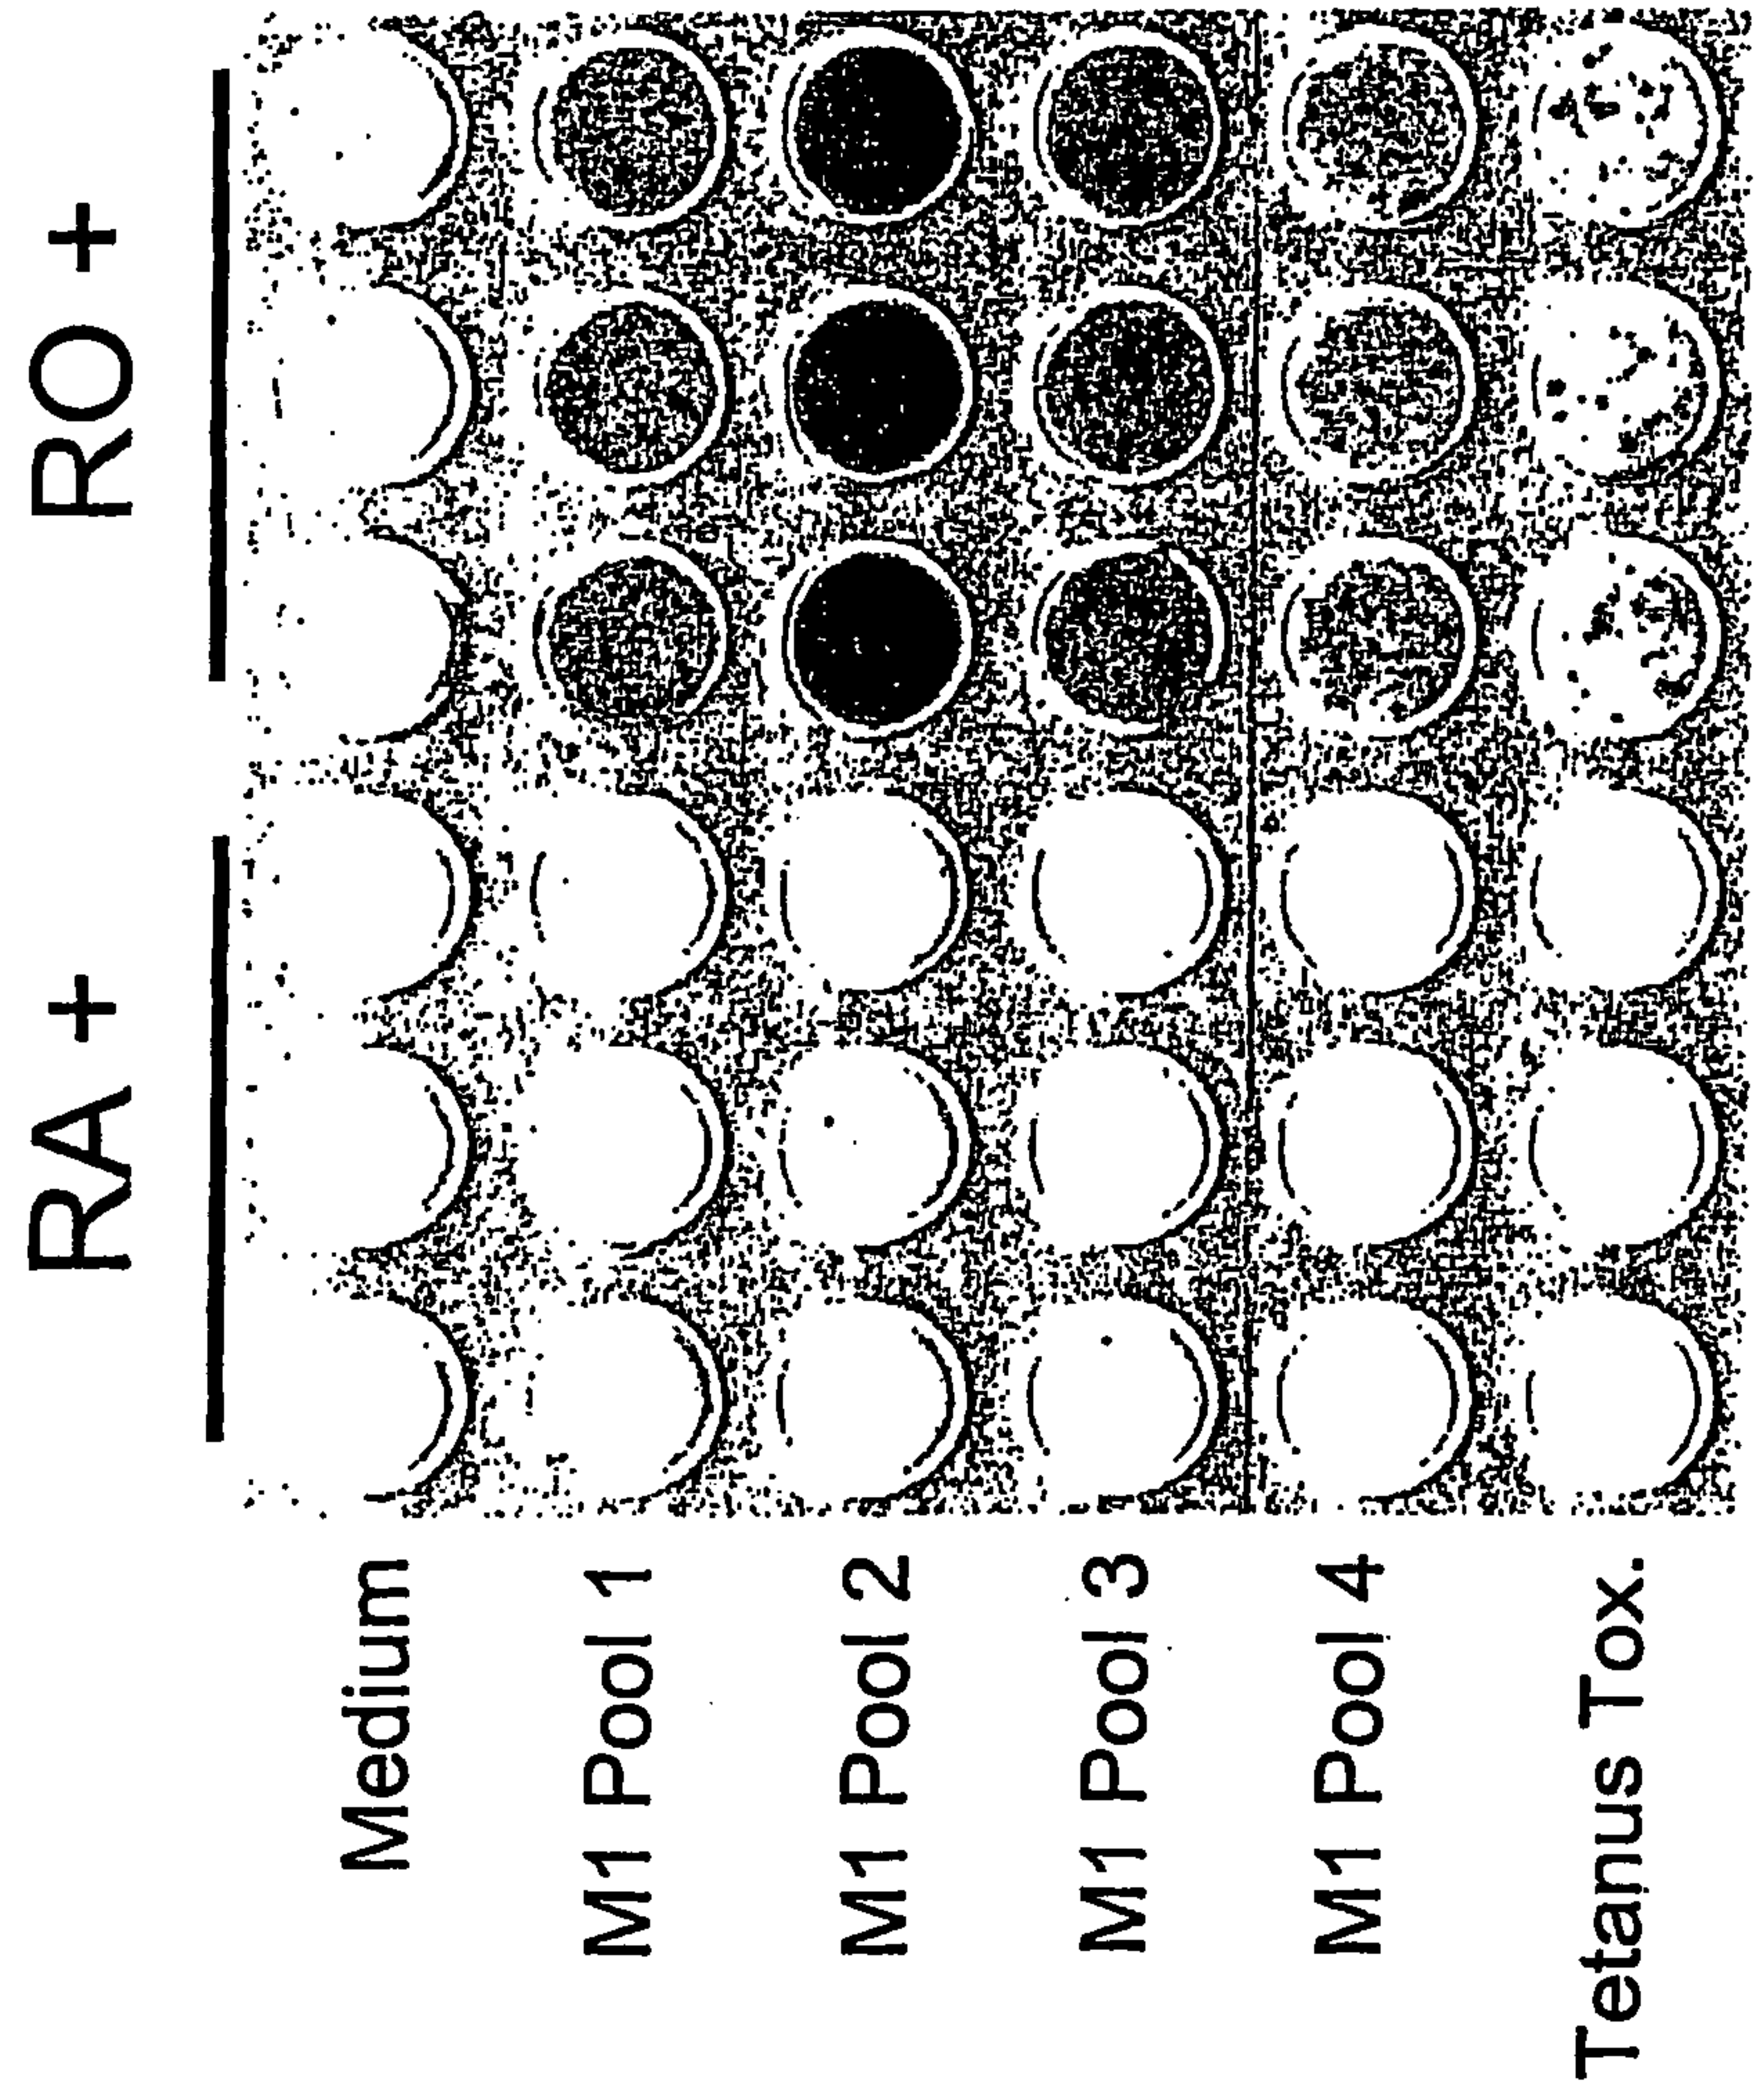 RA + RO +
Medium
M1 Pool 1
M1 Pool 2
M1 Pool 3
M1 Pool 4
Tetanus Tox.